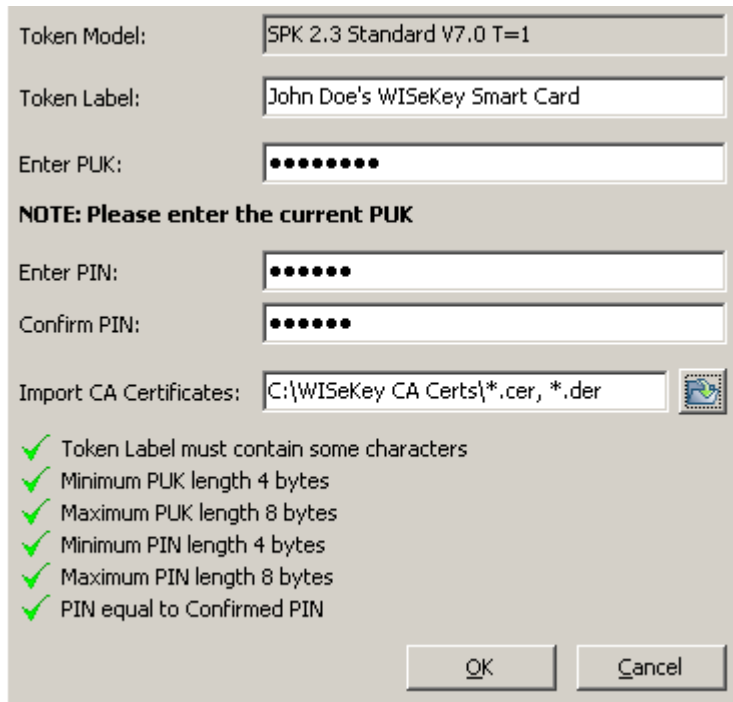 Token Model: SPK 2.3 Standard V7.0 T=1
Token Label: John Doe's WISeKey Smart Card
Enter PUK: ●●●●●●●●
NOTE: Please enter the current PUK
Enter PIN: ●●●●●●
Confirm PIN: ●●●●●●
Import CA Certificates: C:\WISeKey CA Certs\*.cer, *.der
Token Label must contain some characters
Minimum PUK length 4 bytes
Maximum PUK length 8 bytes
Minimum PIN length 4 bytes
Maximum PIN length 8 bytes
PIN equal to Confirmed PIN
OK Cancel